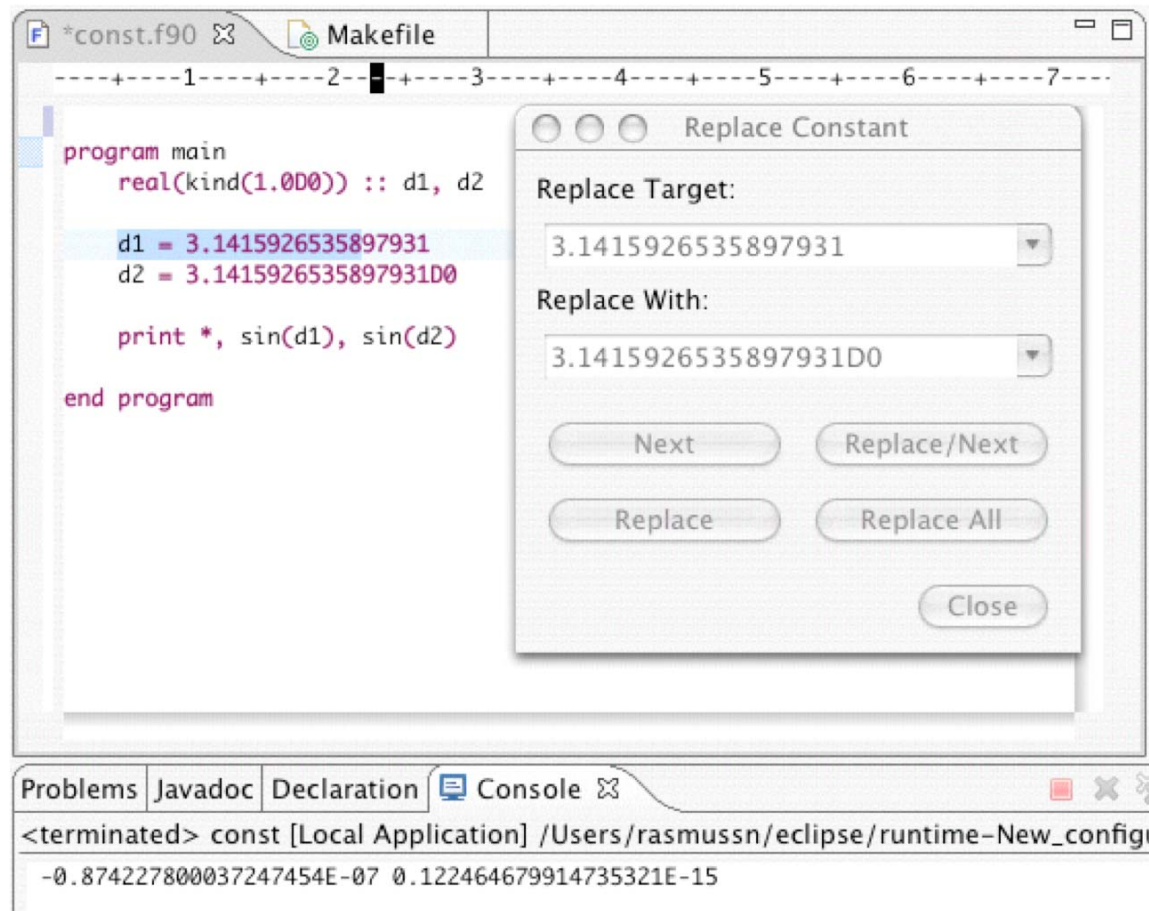 *const.f90 Makefile
----+----1----+----2----+----3----+----4----+----5----+----6----+----7----
program main
real(kind(1.0D0)) :: d1, d2
d1 = 3.1415926535897931
d2 = 3.1415926535897931D0
print *, sin(d1), sin(d2)
end program
Replace Constant
Replace Target:
3.1415926535897931
Replace With:
3.1415926535897931D0
Next Replace/Next
Replace Replace All
Close
Problems Javadoc Declaration Console
<terminated> const [Local Application] /Users/rasmussn/eclipse/runtime-New_configu
-0.874227800037247454E-07 0.122464679914735321E-15